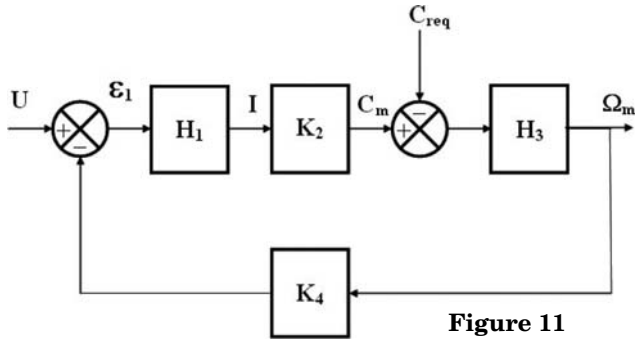 C_req
U
ε₁
I
C_m
Ω_m
+
−
H₁
K₂
−
+
H₃
K₄
Figure 11